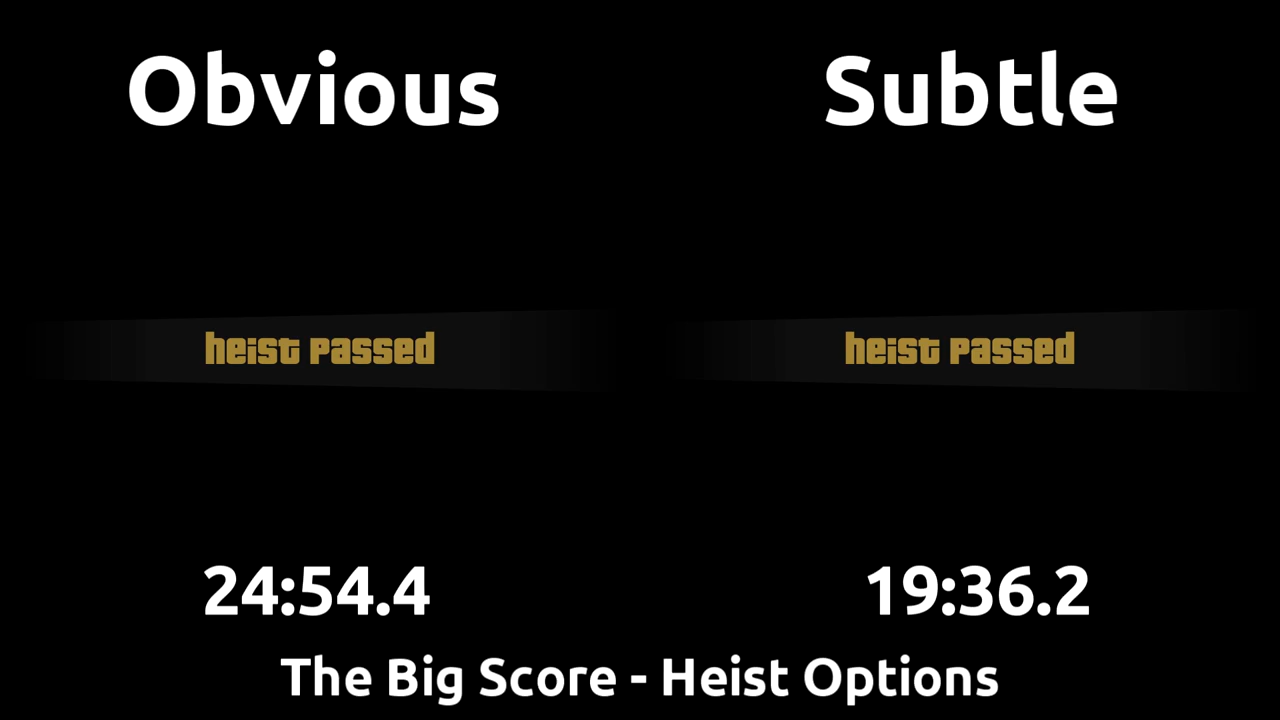 Obvious Subtle
heist passed heist passed
24:54.4 19:36.2
The Big Score - Heist Options